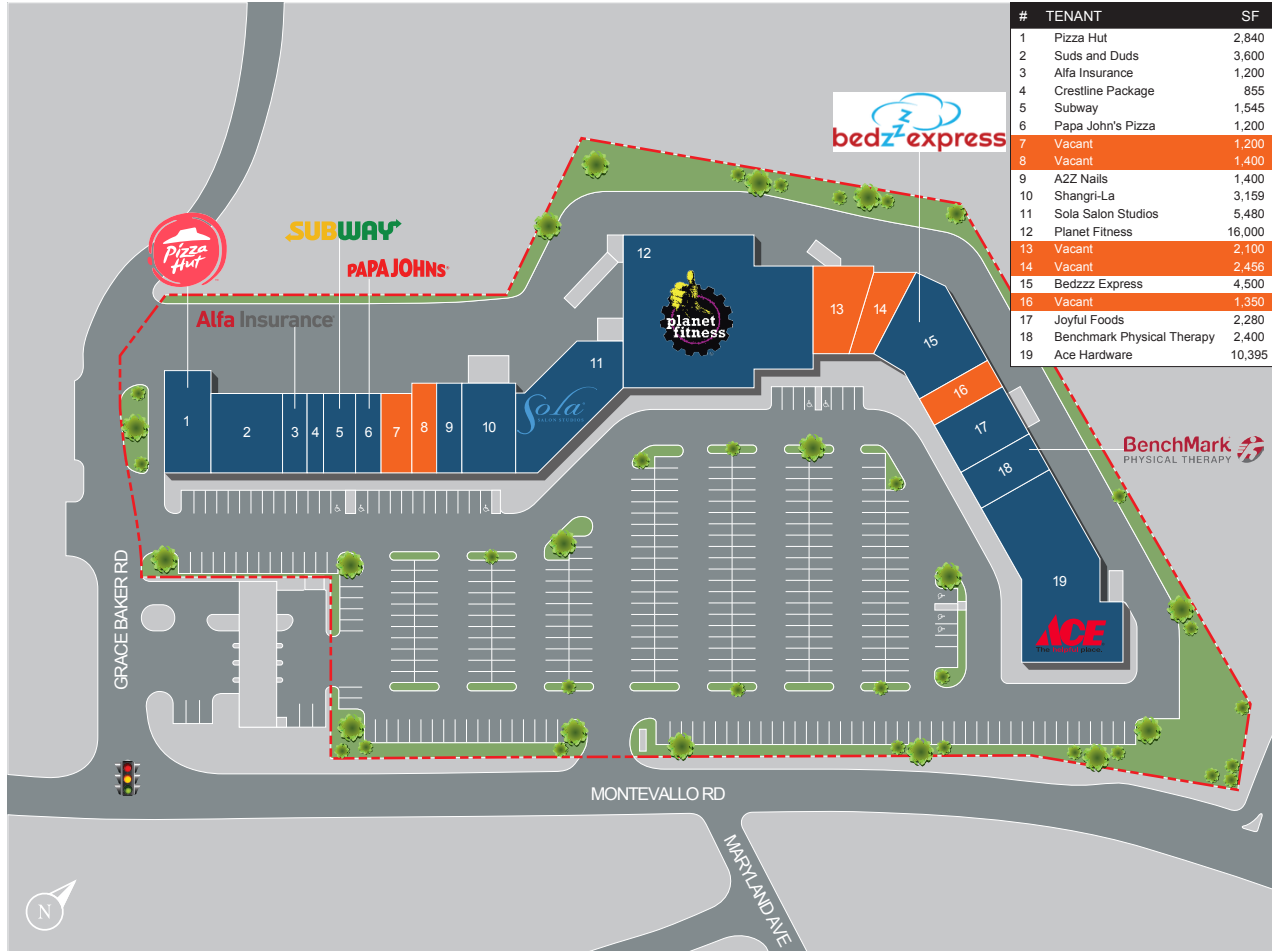 # TENANT SF
1 Pizza Hut 2,840
2 Suds and Duds 3,600
3 Alfa Insurance 1,200
4 Crestline Package 855
5 Subway 1,545
6 Papa John's Pizza 1,200
7 Vacant 1,200
8 Vacant 1,400
9 A2Z Nails 1,400
10 Shangri-La 3,159
11 Sola Salon Studios 5,480
12 Planet Fitness 16,000
13 Vacant 2,100
14 Vacant 2,456
15 Bedzzz Express 4,500
16 Vacant 1,350
17 Joyful Foods 2,280
18 Benchmark Physical Therapy 2,400
19 Ace Hardware 10,395
bedzzz express
Pizza Hut
SUBWAY
PAPA JOHNS
Alfa Insurance
planet fitness
Sola
SALON STUDIOS
BenchMark
PHYSICAL THERAPY
ACE
The place.
1
2
3
4
5
6
7
8
9
10
11
12
13
14
15
16
17
18
19
GRACE BAKER RD
MONTEVALLO RD
MARYLAND AVE
N